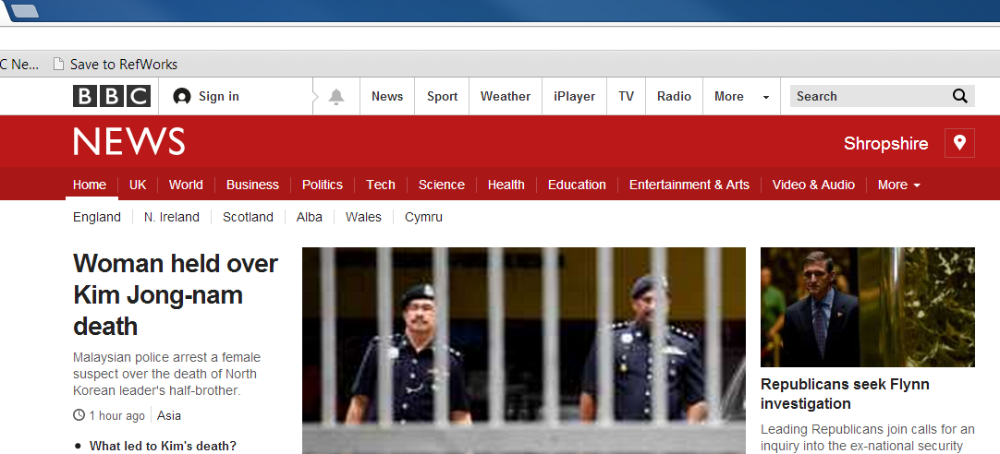 C Ne...
Save to RefWorks
BBC
Sign in
News
Sport
Weather
iPlayer
TV
Radio
More
Search
NEWS
Shropshire
Home
UK
World
Business
Politics
Tech
Science
Health
Education
Entertainment & Arts
Video & Audio
More
England
N. Ireland
Scotland
Alba
Wales
Cymru
Woman held over
Kim Jong-nam
death
Malaysian police arrest a female
suspect over the death of North
Korean leader's half-brother.
1 hour ago
Asia
What led to Kim's death?
Republicans seek Flynn
investigation
Leading Republicans join calls for an
inquiry into the ex-national security